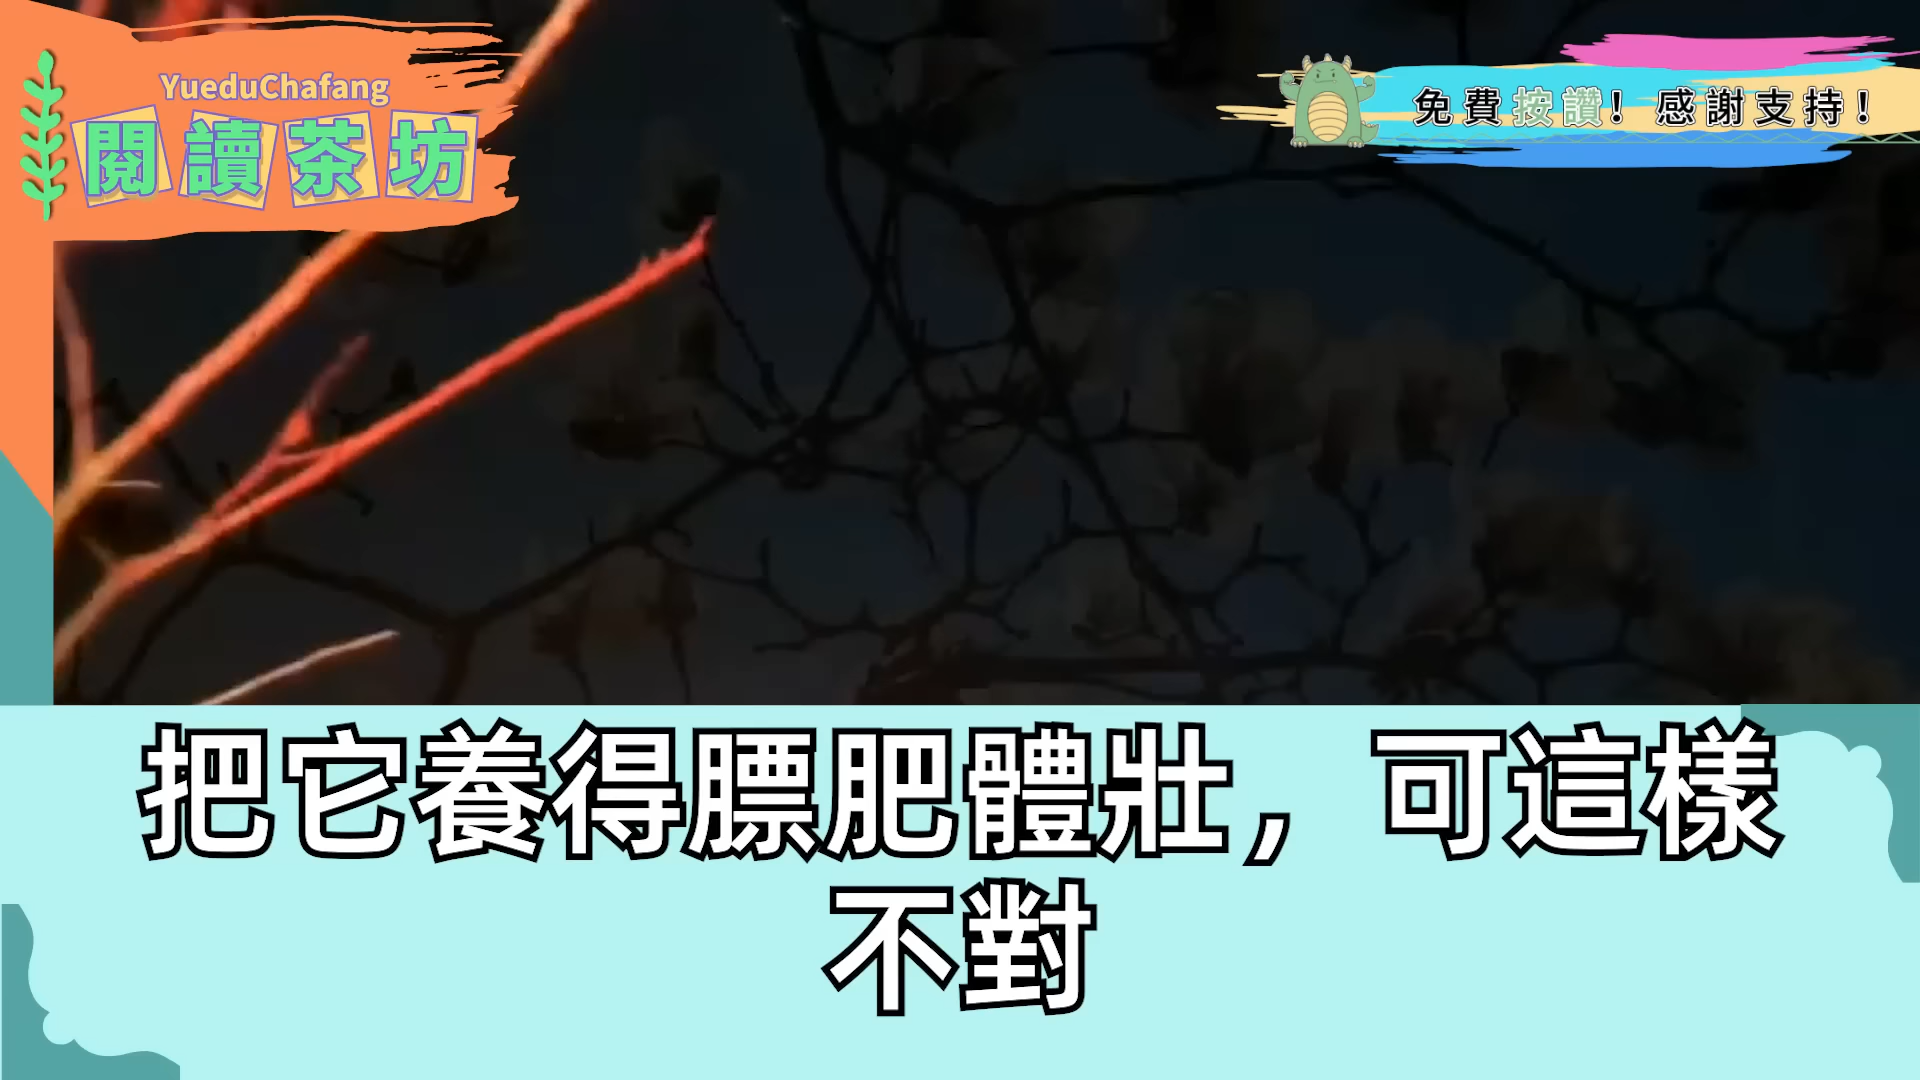 YueduChafang
閱讀茶坊
免費按讚！感謝支持！
把它養得膘肥體壯，可這樣
不對